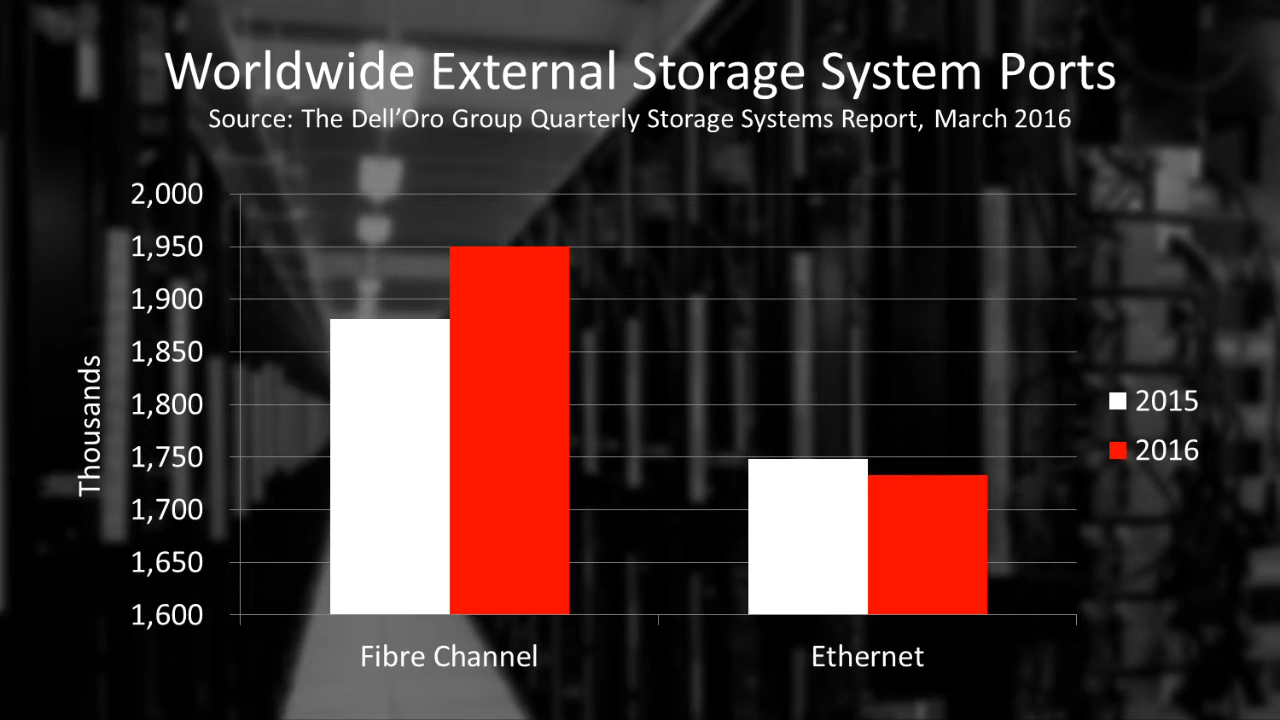 Worldwide External Storage System Ports
Source: The Dell’Oro Group Quarterly Storage Systems Report, March 2016
2,000
1,950
1,900
1,850
1,800
1,750
1,700
1,650
1,600
Thousands
Fibre Channel
Ethernet
2015
2016